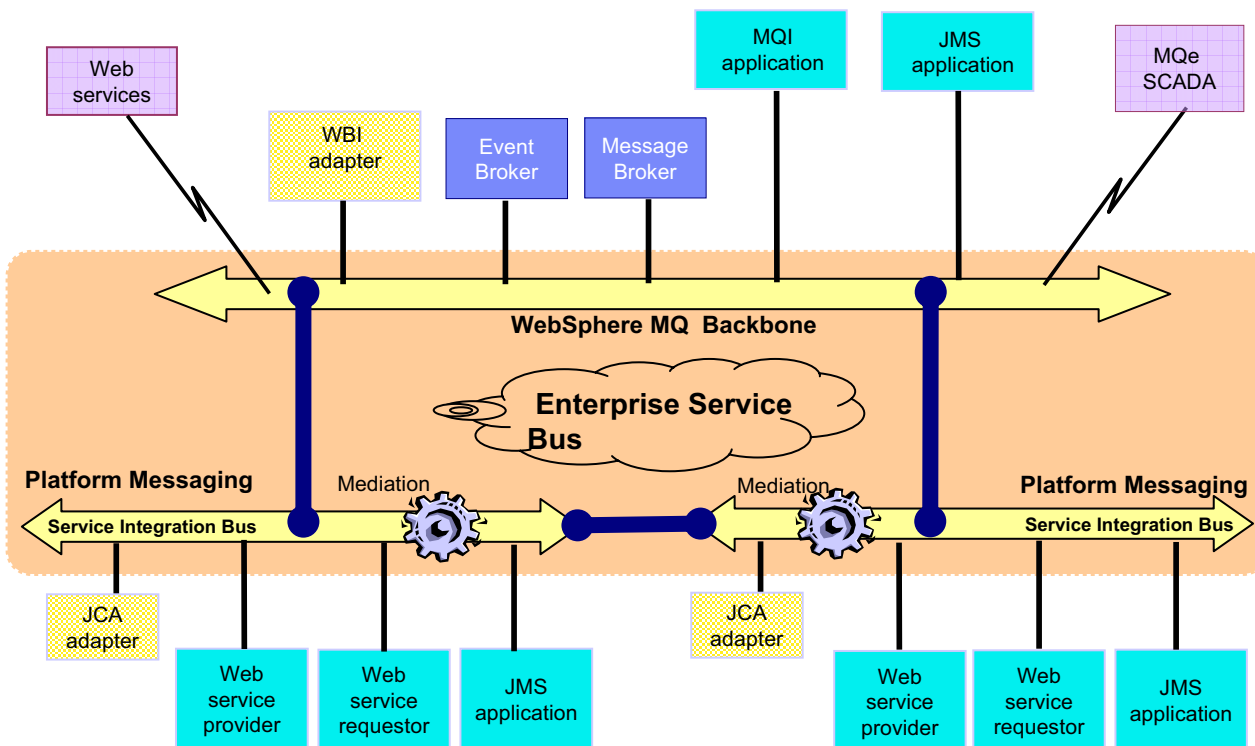 MQI
application
JMS
application
Web
services
MQe
SCADA
WBI
adapter
Event
Broker
Message
Broker
WebSphere MQ Backbone
Enterprise Service
Bus
Platform Messaging
Mediation
Service Integration Bus
Mediation
Platform Messaging
Service Integration Bus
JCA
adapter
Web
service
provider
Web
service
requestor
JMS
application
JCA
adapter
Web
service
provider
Web
service
requestor
JMS
application